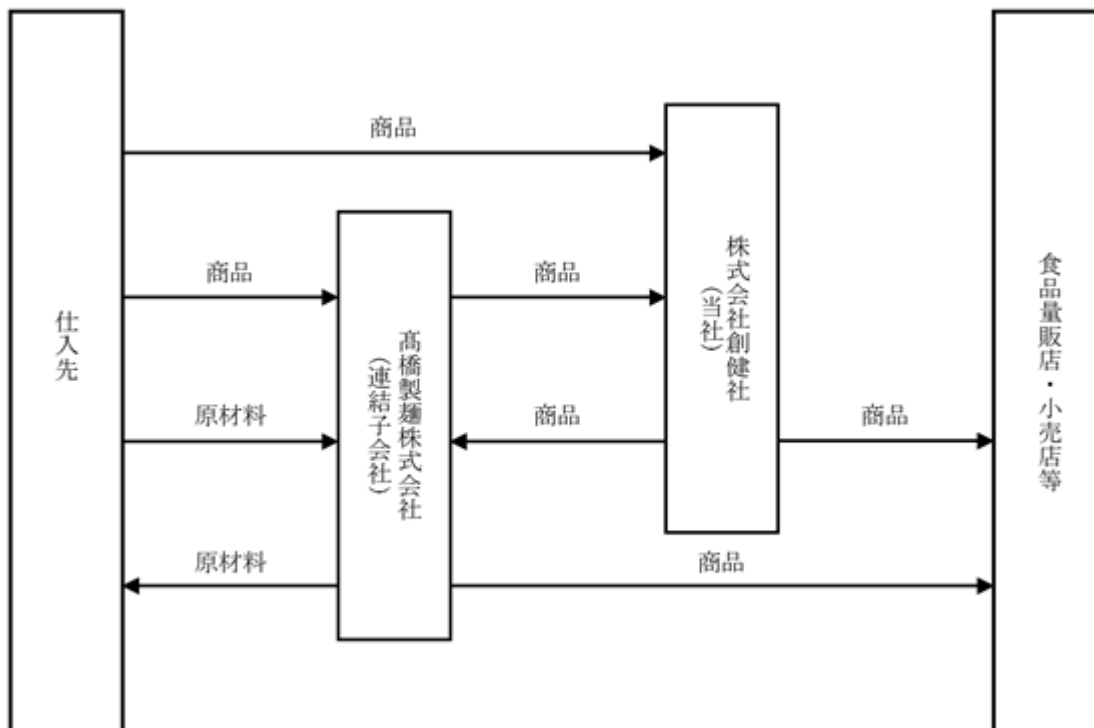 商品
商品
商品
原材料
商品
商品
原材料
商品
仕入先
髙橋製麺株式会社
(連結子会社)
株式会社創健社
(当社)
食品量販店・小売店等